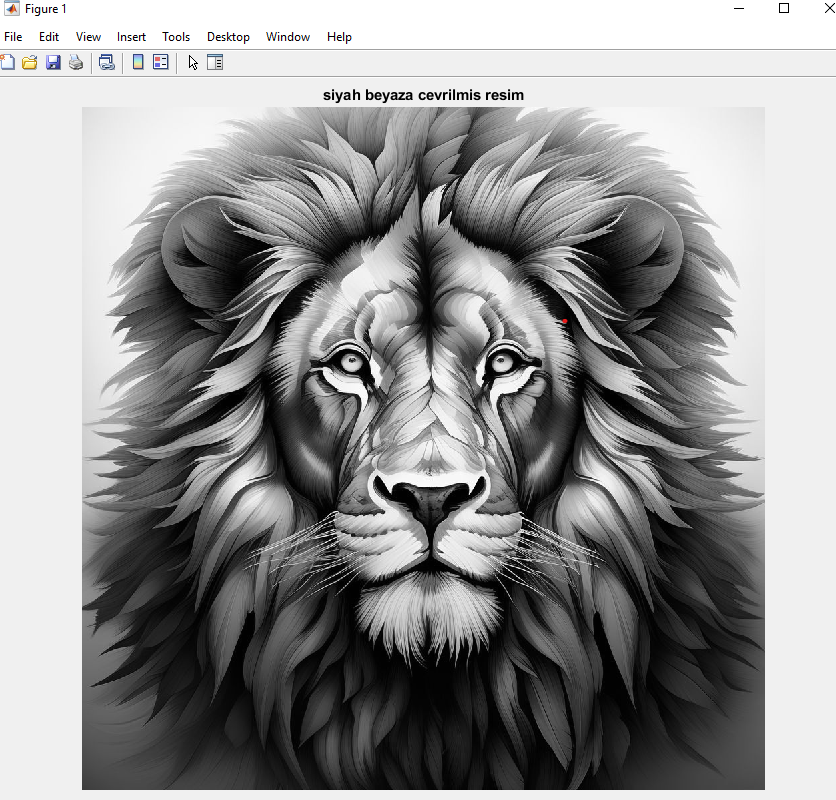 Figure 1
File Edit View Insert Tools Desktop Window Help
siyah beyaza cevrilmis resim